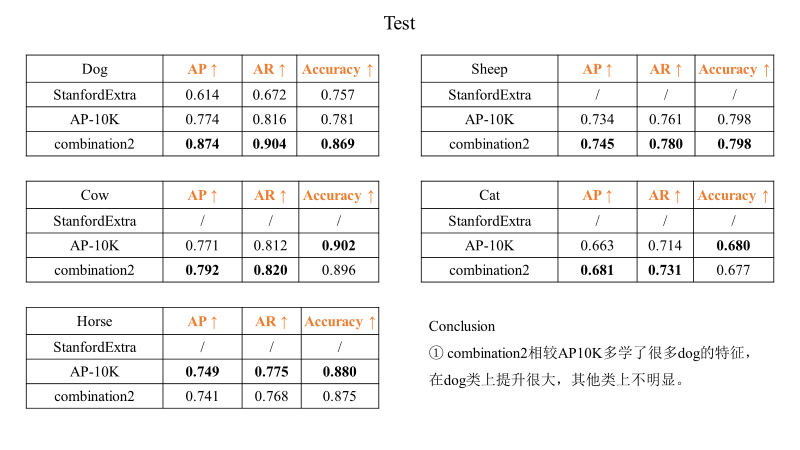 Test
Dog AP ↑ AR ↑ Accuracy ↑
StanfordExtra 0.614 0.672 0.757
AP-10K 0.774 0.816 0.781
combination2 0.874 0.904 0.869
Sheep AP ↑ AR ↑ Accuracy ↑
StanfordExtra / / /
AP-10K 0.734 0.761 0.798
combination2 0.745 0.780 0.798
Cow AP ↑ AR ↑ Accuracy ↑
StanfordExtra / / /
AP-10K 0.771 0.812 0.902
combination2 0.792 0.820 0.896
Cat AP ↑ AR ↑ Accuracy ↑
StanfordExtra / / /
AP-10K 0.663 0.714 0.680
combination2 0.681 0.731 0.677
Horse AP ↑ AR ↑ Accuracy ↑
StanfordExtra / / /
AP-10K 0.749 0.775 0.880
combination2 0.741 0.768 0.875
Conclusion
① combination2相较AP10K多学了很多dog的特征，
在dog类上提升很大，其他类上不明显。